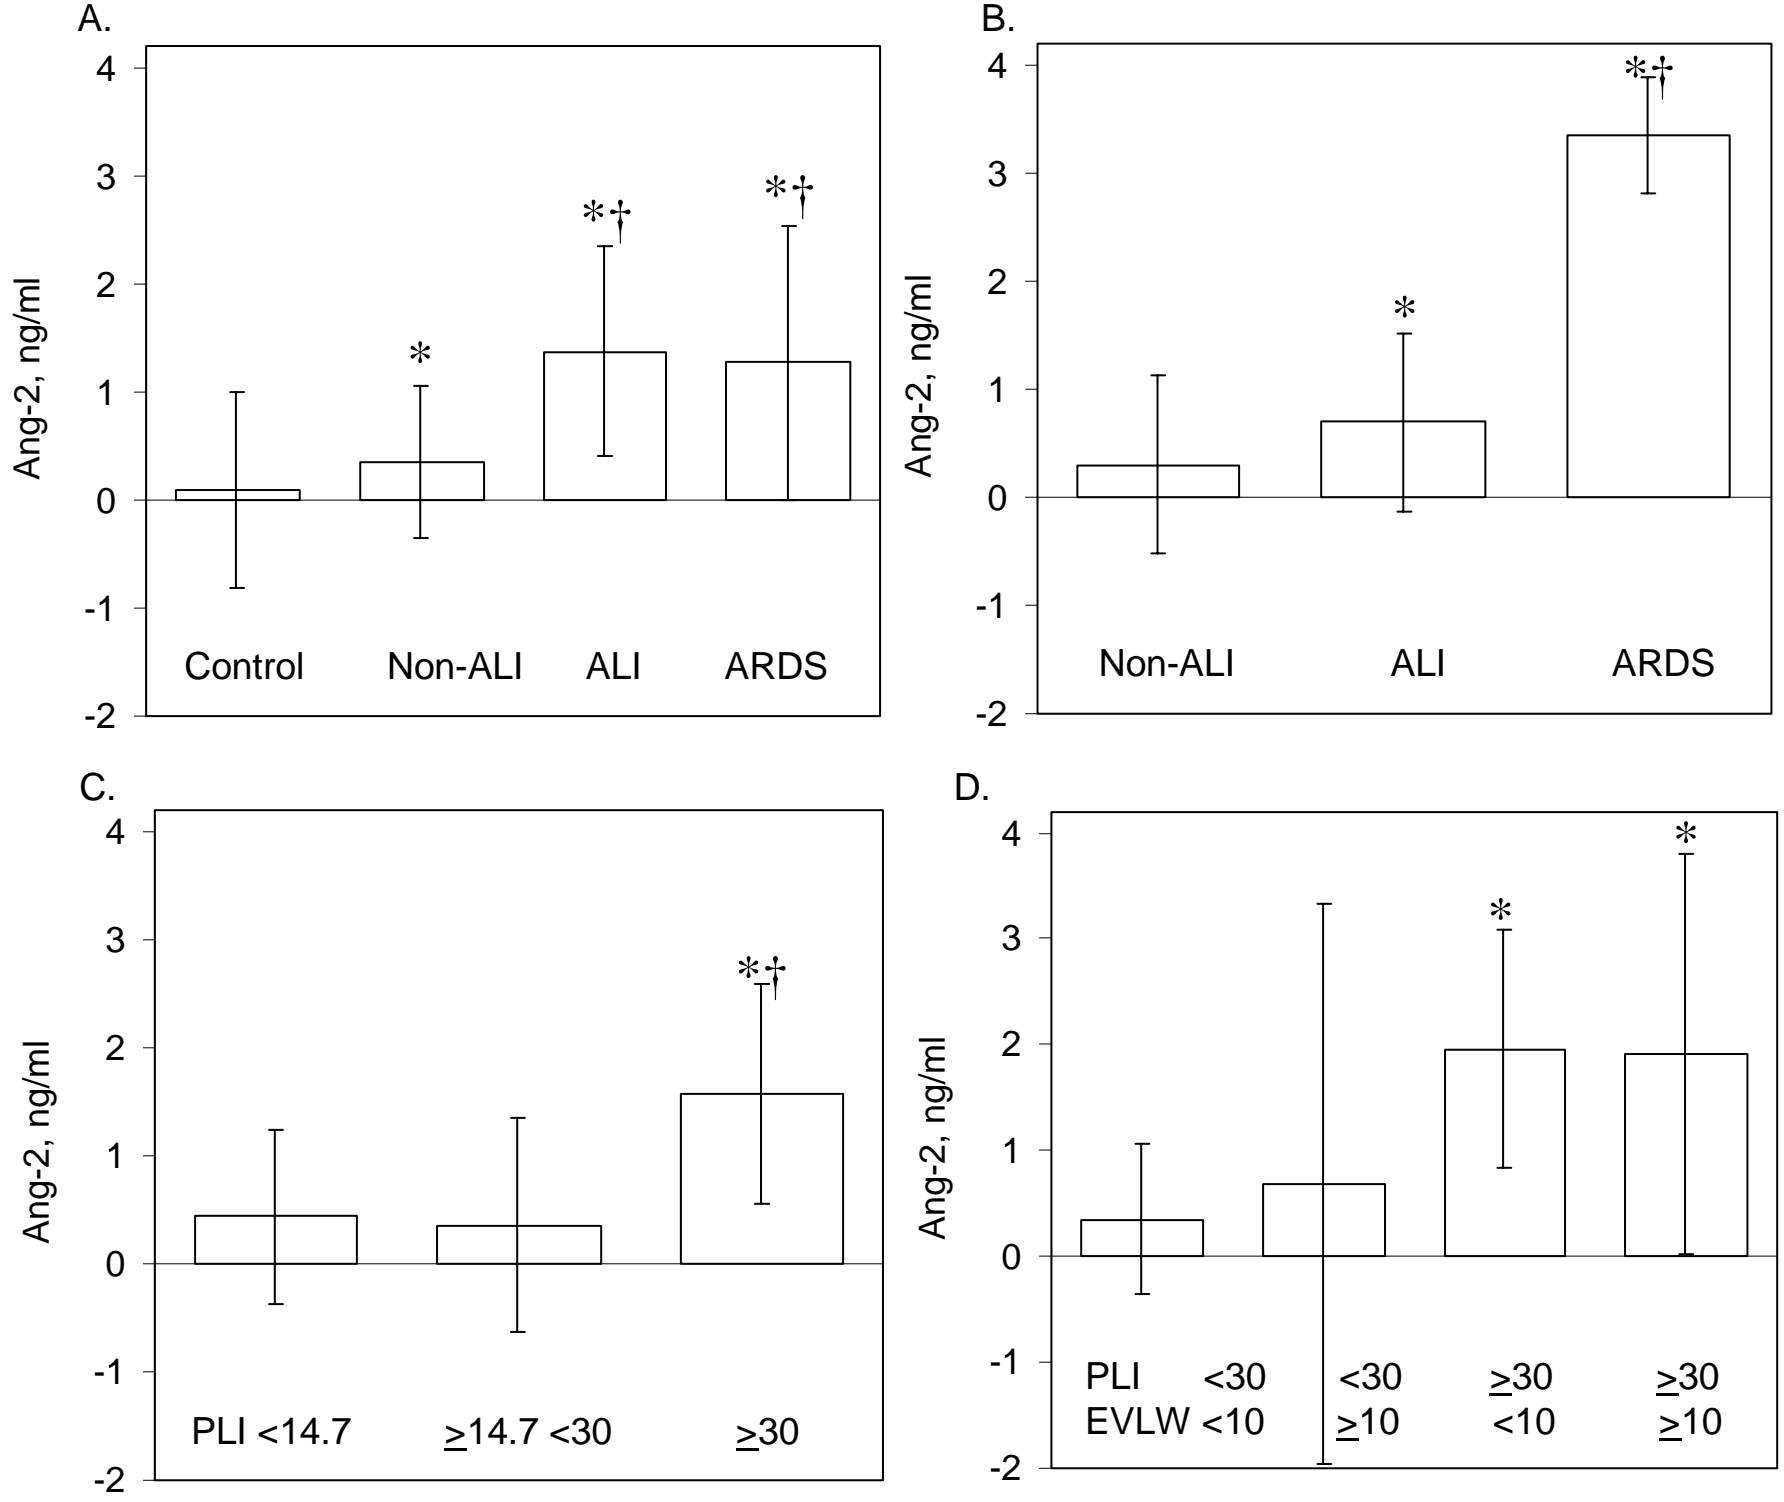 A.
4
3
2
1
0
-1
-2
Ang-2, ng/ml
*
*†
*†
Control Non-ALI ALI ARDS
B.
4
3
2
1
0
-1
-2
Ang-2, ng/ml
*
*†
Non-ALI ALI ARDS
C.
4
3
2
1
0
-1
-2
Ang-2, ng/ml
*†
PLI <14.7 ≥14.7 <30 ≥30
D.
4
3
2
1
0
-1
-2
Ang-2, ng/ml
*
*
PLI <30 <30 ≥30 ≥30
EVLW <10 ≥10 <10 ≥10